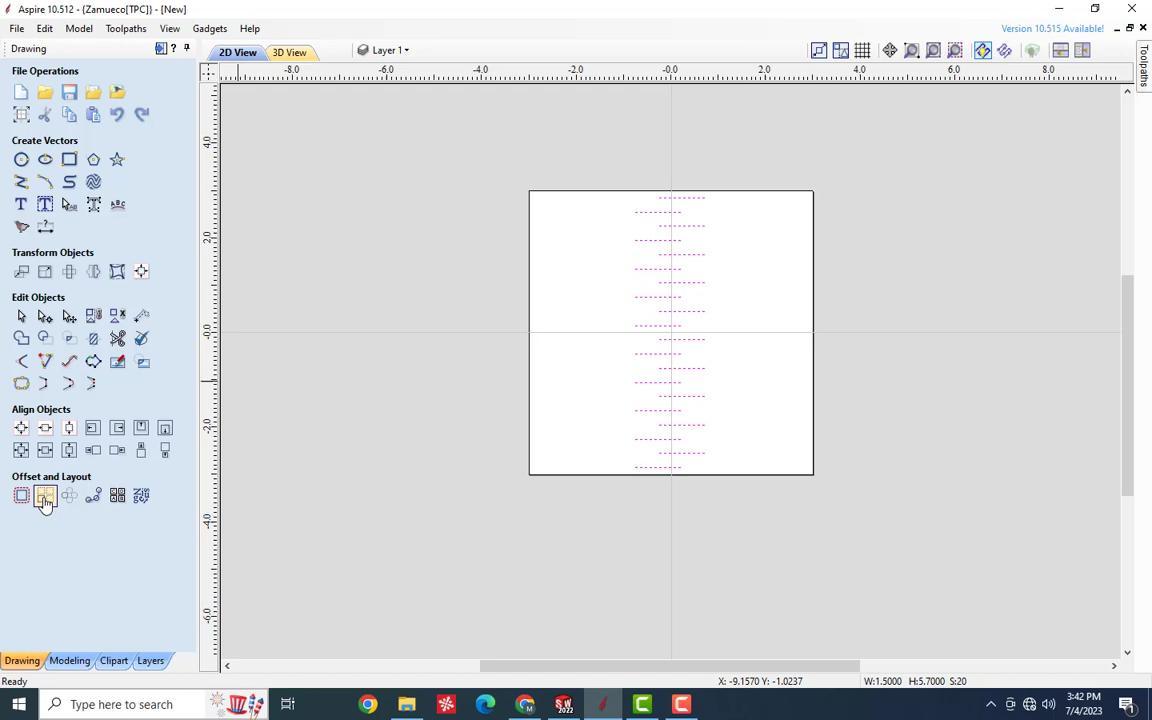 Aspire 10.512 - {Zamueco[TPC]} - [New]
File Edit Model Toolpaths View Gadgets Help
Version 10.515 Available!
Drawing
2D View 3D View Layer 1
Toolpaths
File Operations
Create Vectors
Transform Objects
Edit Objects
Align Objects
Offset and Layout
-8.0 -6.0 -4.0 -2.0 -0.0 2.0 4.0 6.0 8.0
4.0
2.0
-0.0
-2.0
-4.0
-6.0
Drawing Modeling Clipart Layers
Ready
X: -9.1570 Y: -1.0237
W:1.5000 H:5.7000 S:20
Type here to search
SW
2022
3:42 PM
7/4/2023
1